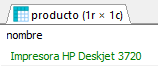 producto (1r × 1c)
nombre
Impresora HP Deskjet 3720